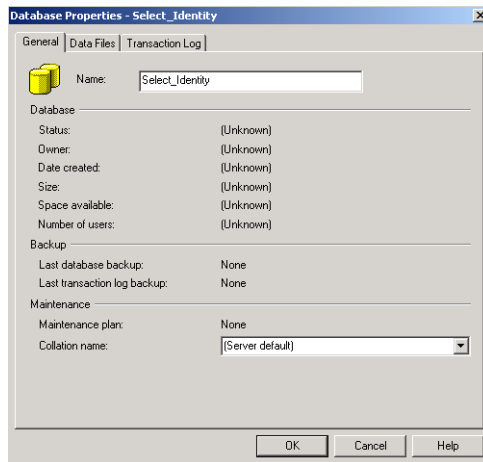 Database Properties - Select_Identity
General Data Files Transaction Log
Name: Select_Identity
Database
Status: (Unknown)
Owner: (Unknown)
Date created: (Unknown)
Size: (Unknown)
Space available: (Unknown)
Number of users: (Unknown)
Backup
Last database backup: None
Last transaction log backup: None
Maintenance
Maintenance plan: None
Collation name: (Server default)
OK Cancel Help